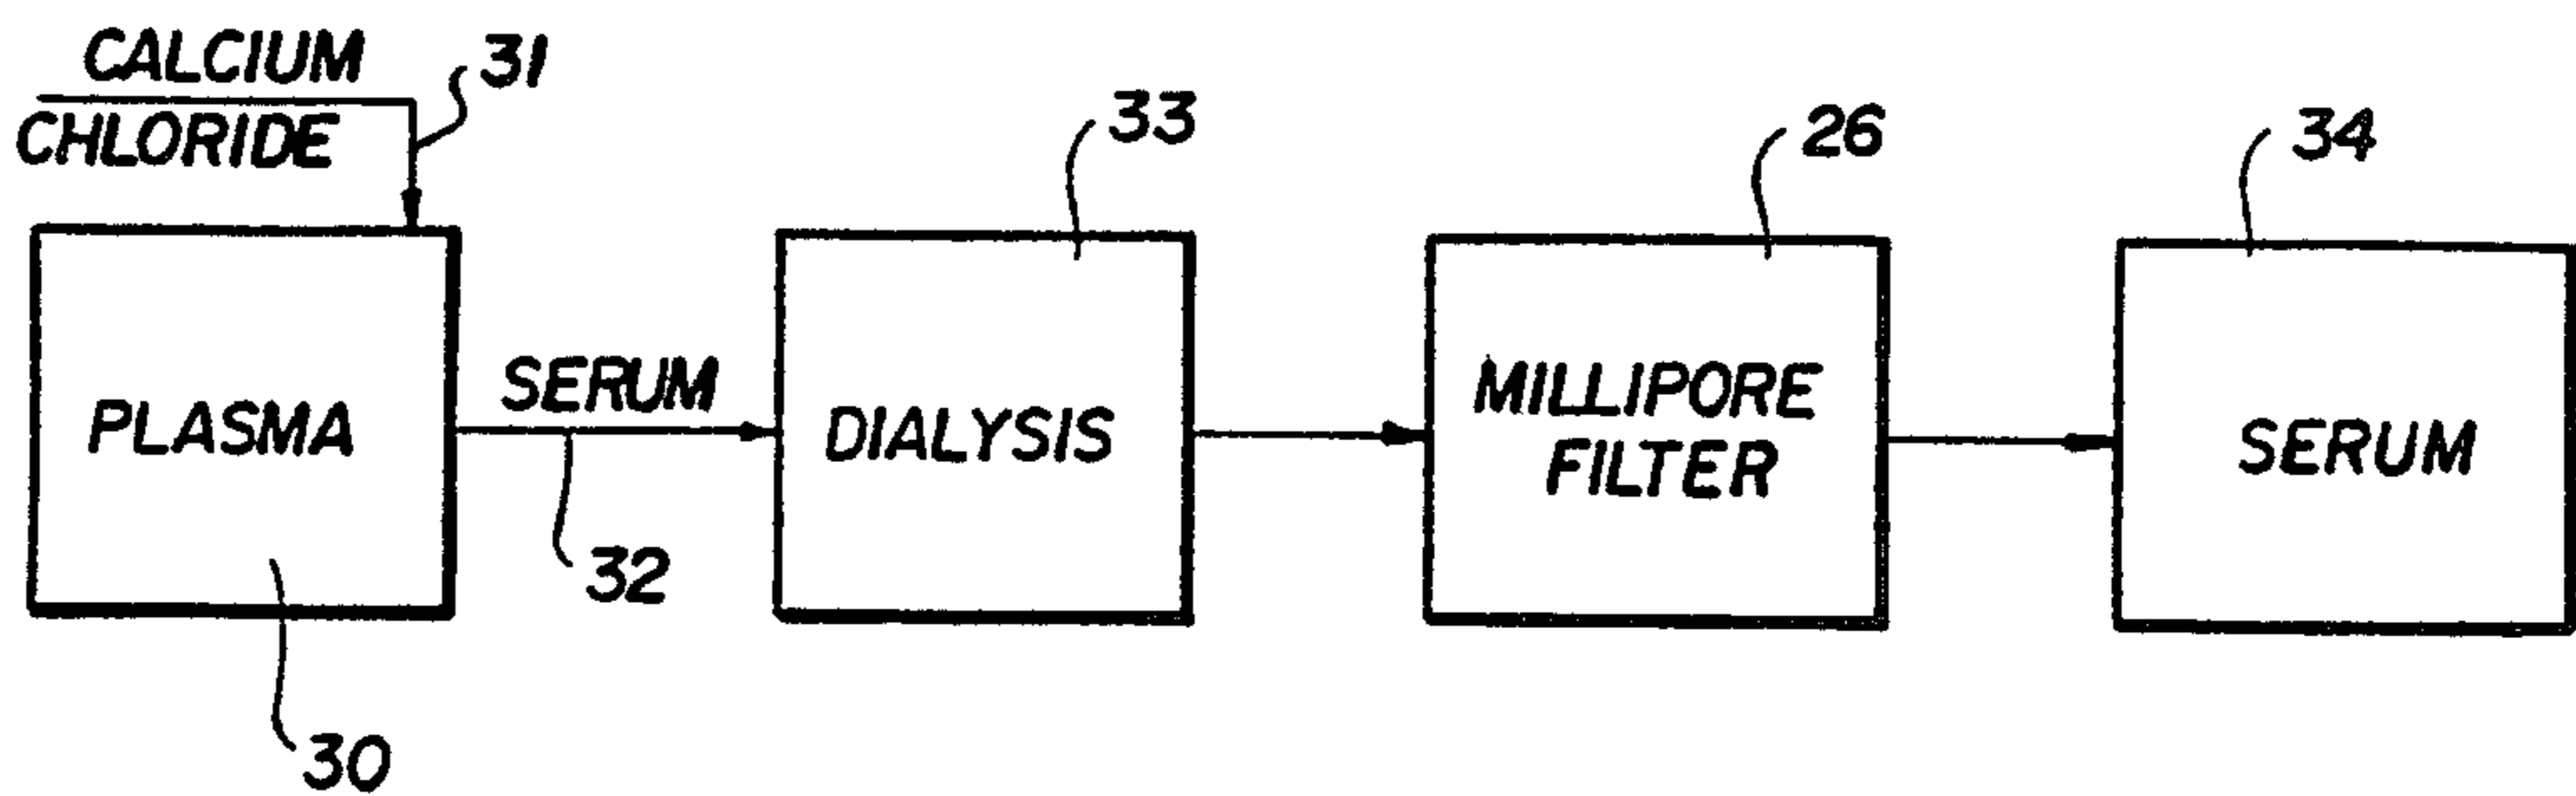 CALCIUM
CHLORIDE
31
33
26
34
PLASMA
SERUM
32
DIALYSIS
MILLIPORE
FILTER
SERUM
30